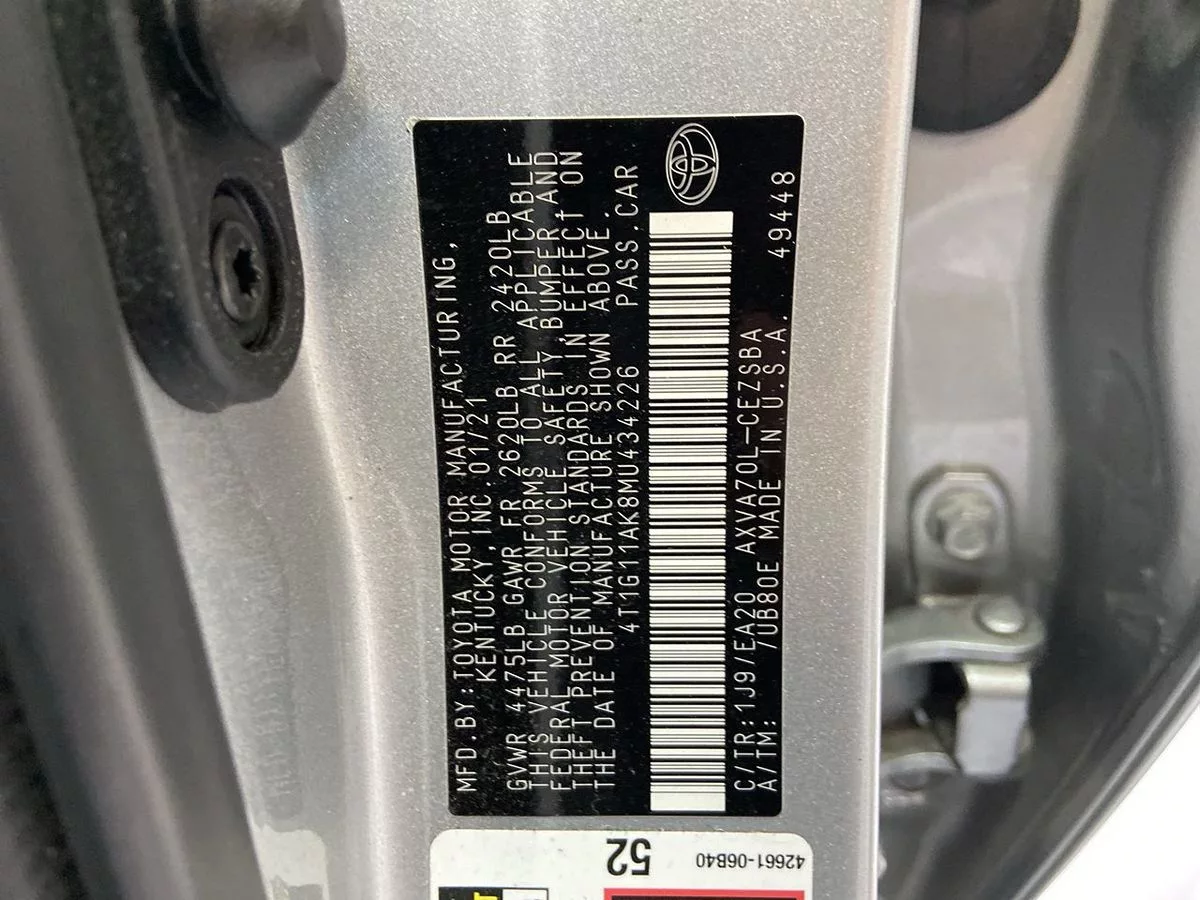 MFD.BY:TOYOTA MOTOR MANUFACTURING,
KENTUCKY,INC.01/21
GVWR 4475LB GAWR FR 2620LB RR 2420LB
THIS VEHICLE CONFORMS TO ALL APPLICABLE
FEDERAL MOTOR VEHICLE SAFETY, BUMPER, AND
THEFT PREVENTION STANDARDS IN EFFECT ON
THE DATE OF MANUFACTURE SHOWN ABOVE.
4T1G11AK8MU434226 PASS.CAR
C/TR:1J9/EA20 AXVA70L-CEZSBA
A/TM: /UB80E MADE IN U.S.A. 49448
52
42661-06B40